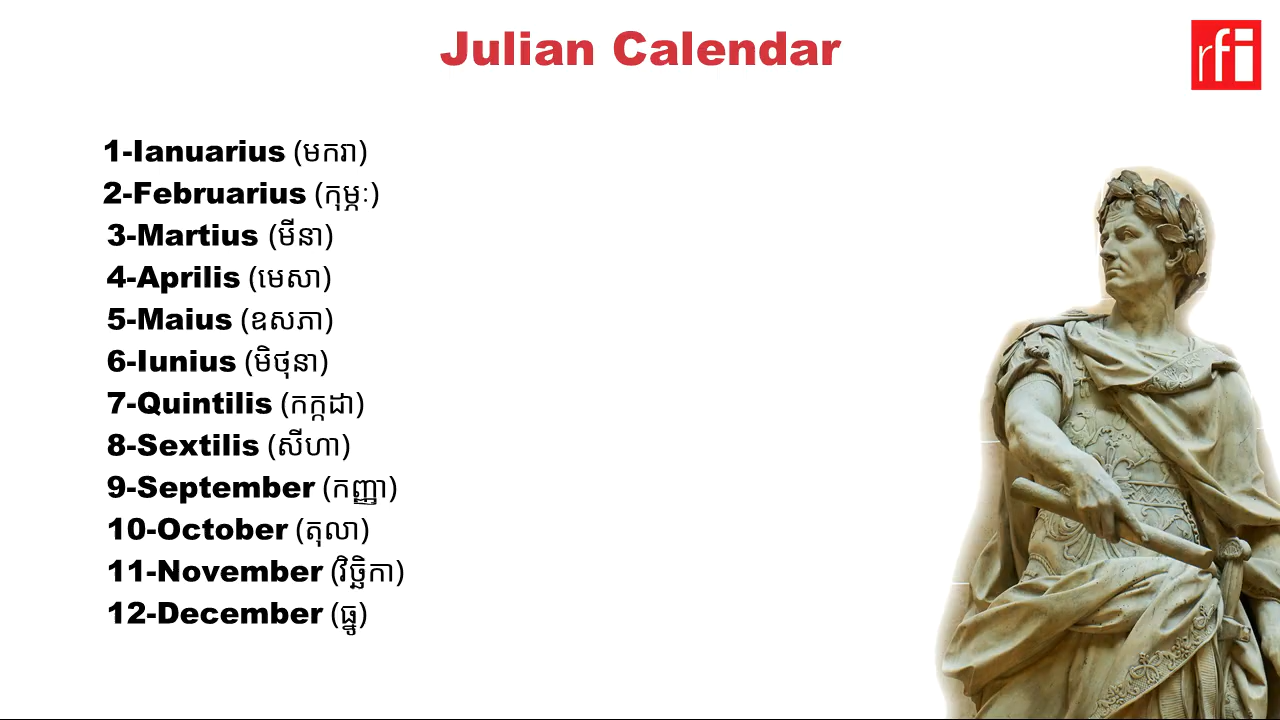 Julian Calendar
rfi
1-Ianuarius (មករា)
2-Februarius (កុម្ភៈ)
3-Martius (មីនា)
4-Aprilis (មេសា)
5-Maius (ឧសភា)
6-Iunius (មិថុនា)
7-Quintilis (កក្កដា)
8-Sextilis (សីហា)
9-September (កញ្ញា)
10-October (តុលា)
11-November (វិច្ឆិកា)
12-December (ធ្នូ)